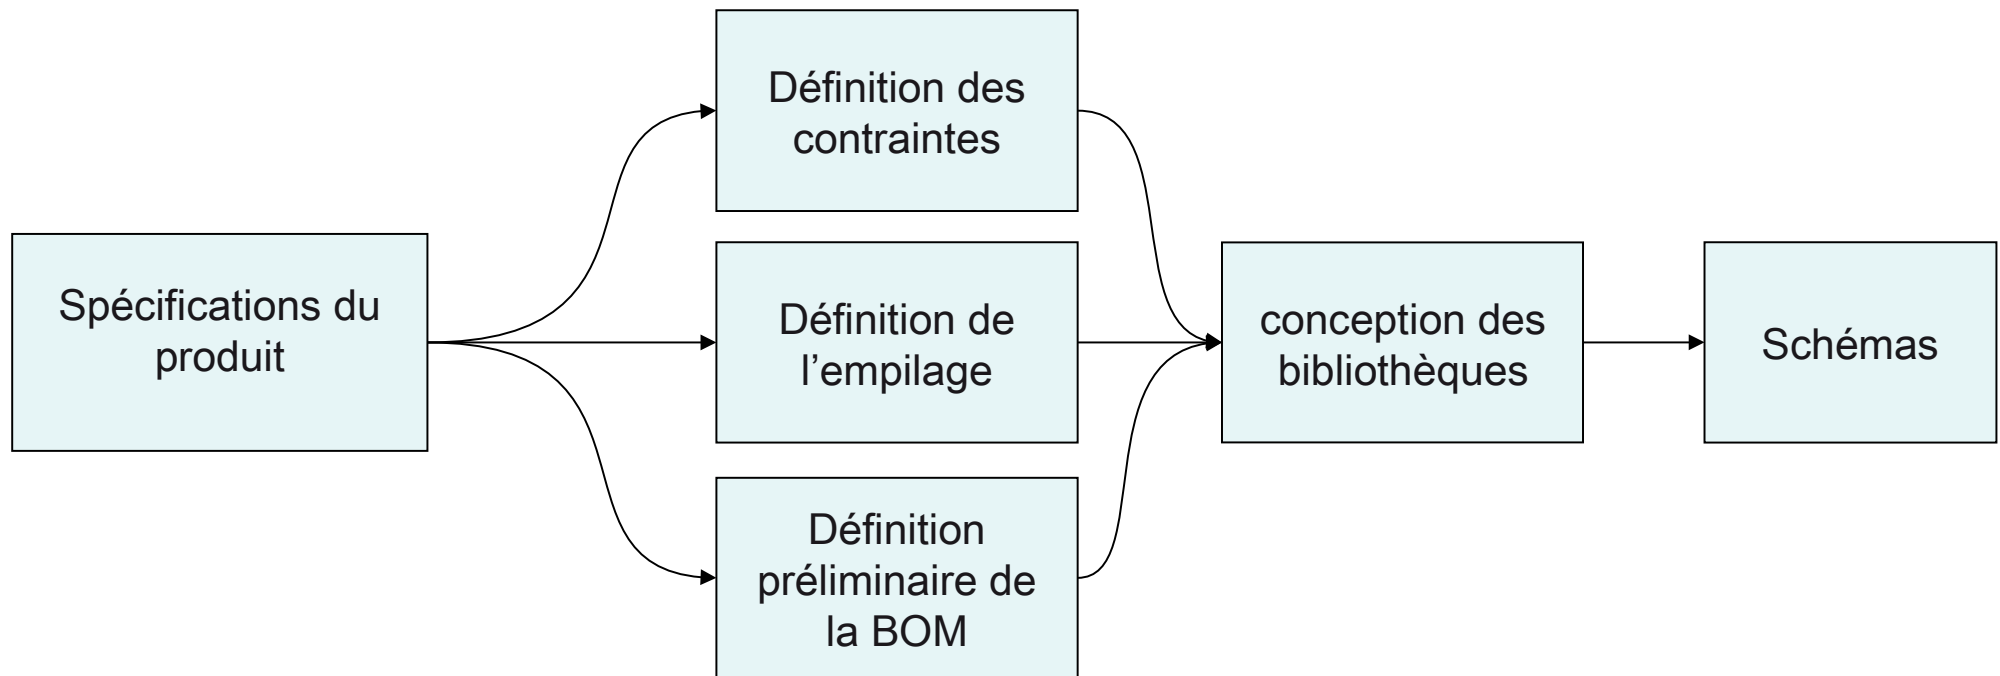 Définition des
contraintes
Spécifications du
produit
Définition de
l’empilage
conception des
bibliothèques
Schémas
Définition
préliminaire de
la BOM